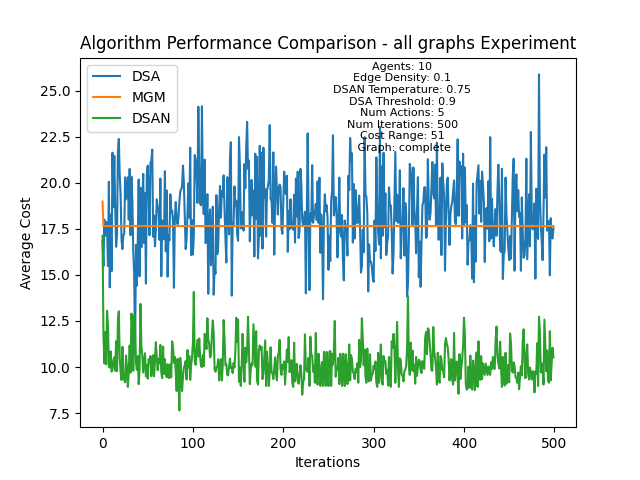 Algorithm Performance Comparison - all graphs Experiment
DSA
MGM
DSAN
Agents: 10
Edge Density: 0.1
DSAN Temperature: 0.75
DSA Threshold: 0.9
Num Actions: 5
Num Iterations: 500
Cost Range: 51
Graph: complete
Average Cost
25.0
22.5
20.0
17.5
15.0
12.5
10.0
7.5
0
100
200
300
400
500
Iterations